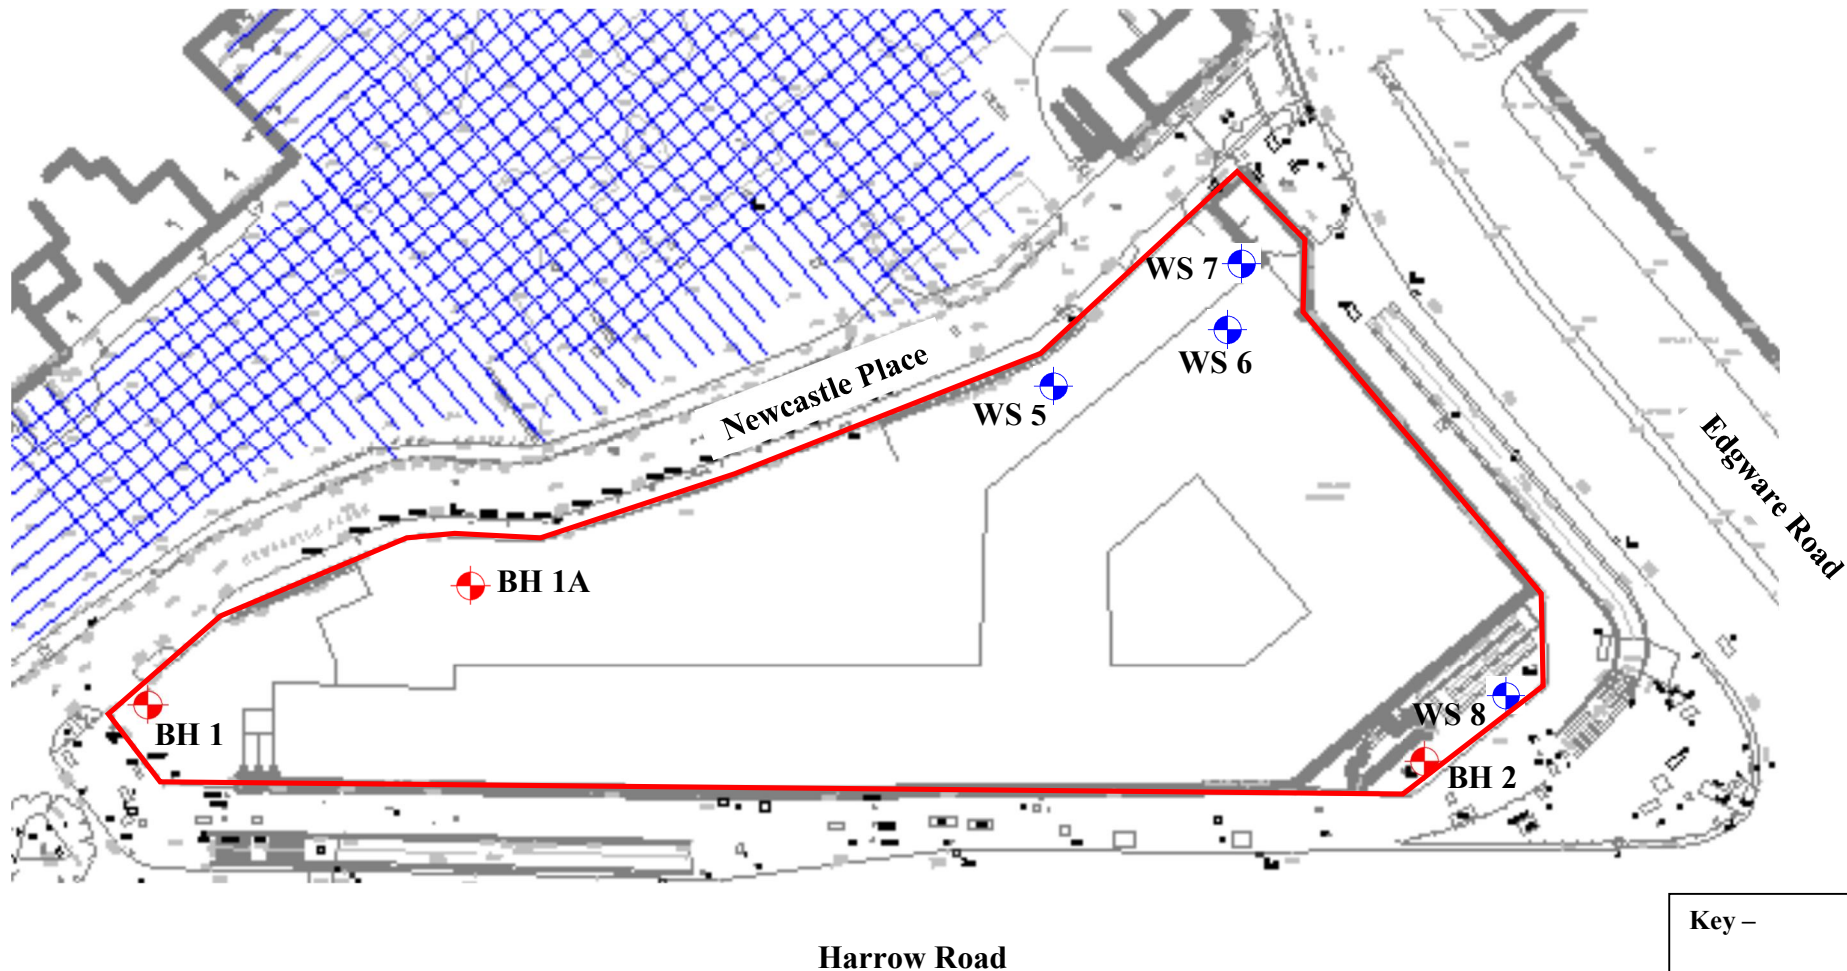 WS 7
WS 6
Newcastle Place
WS 5
Edgware Road
BH 1A
WS 8
BH 1
BH 2
Key –
Harrow Road